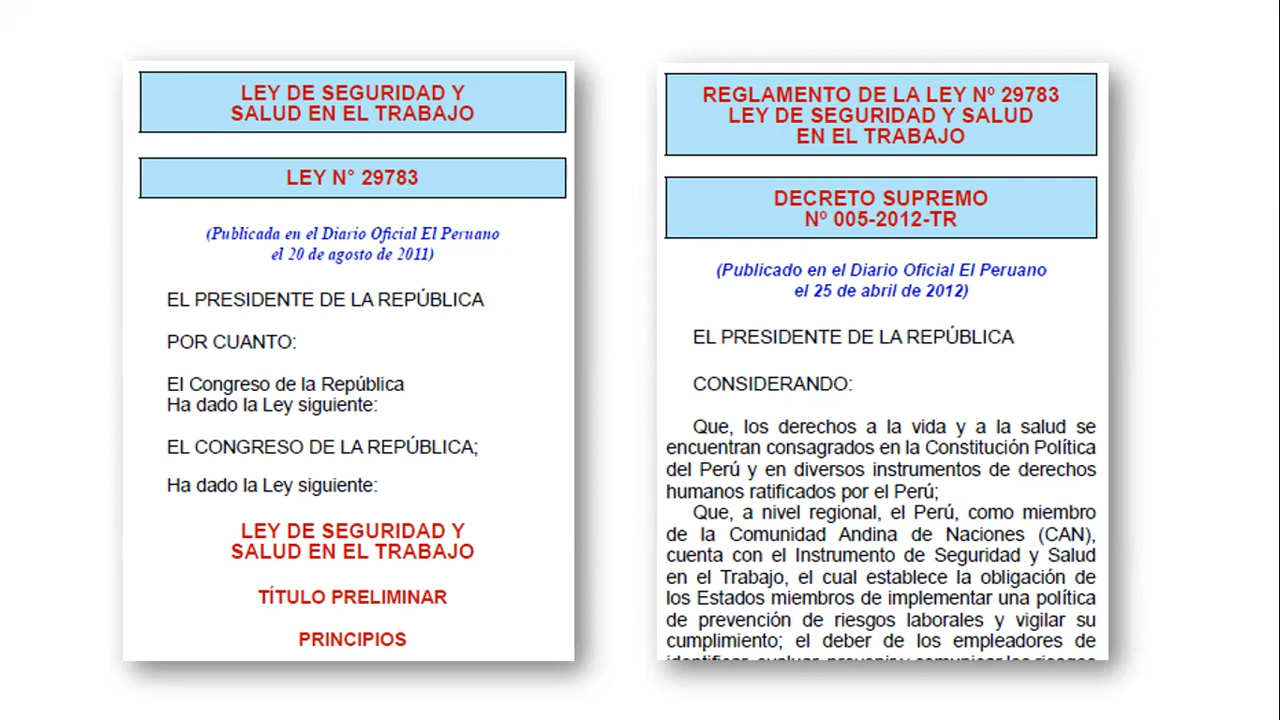 LEY DE SEGURIDAD Y
SALUD EN EL TRABAJO
LEY N° 29783
(Publicada en el Diario Oficial El Peruano
el 20 de agosto de 2011)
EL PRESIDENTE DE LA REPÚBLICA
POR CUANTO:
El Congreso de la República
Ha dado la Ley siguiente:
EL CONGRESO DE LA REPÚBLICA;
Ha dado la Ley siguiente:
LEY DE SEGURIDAD Y
SALUD EN EL TRABAJO
TÍTULO PRELIMINAR
PRINCIPIOS
REGLAMENTO DE LA LEY Nº 29783
LEY DE SEGURIDAD Y SALUD
EN EL TRABAJO
DECRETO SUPREMO
Nº 005-2012-TR
(Publicado en el Diario Oficial El Peruano
el 25 de abril de 2012)
EL PRESIDENTE DE LA REPÚBLICA
CONSIDERANDO:
Que, los derechos a la vida y a la salud se
encuentran consagrados en la Constitución Política
del Perú y en diversos instrumentos de derechos
humanos ratificados por el Perú;
Que, a nivel regional, el Perú, como miembro
de la Comunidad Andina de Naciones (CAN),
cuenta con el Instrumento de Seguridad y Salud
en el Trabajo, el cual establece la obligación de
los Estados miembros de implementar una política
de prevención de riesgos laborales y vigilar su
cumplimiento; el deber de los empleadores de
identificar, evaluar, prevenir y comunicar los riesgos